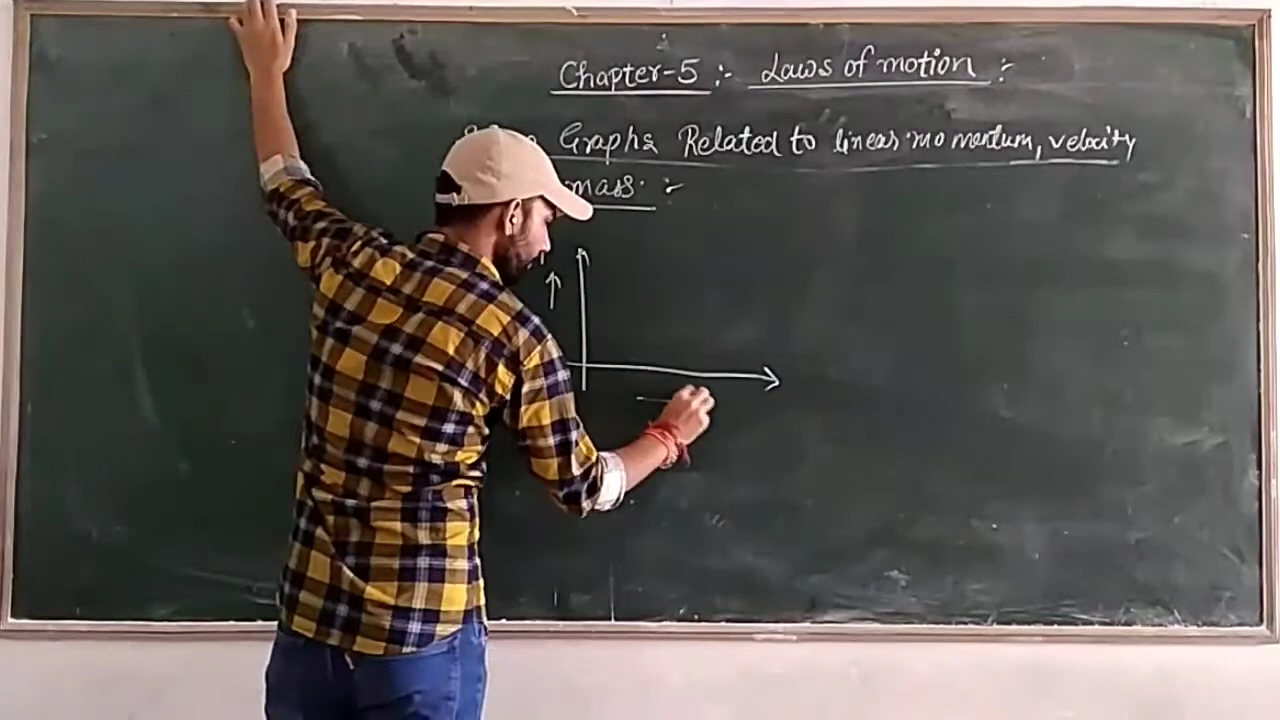 Chapter-5 :- Laws of motion :-
Graphs Related to linear momentum, velocity
mass :-